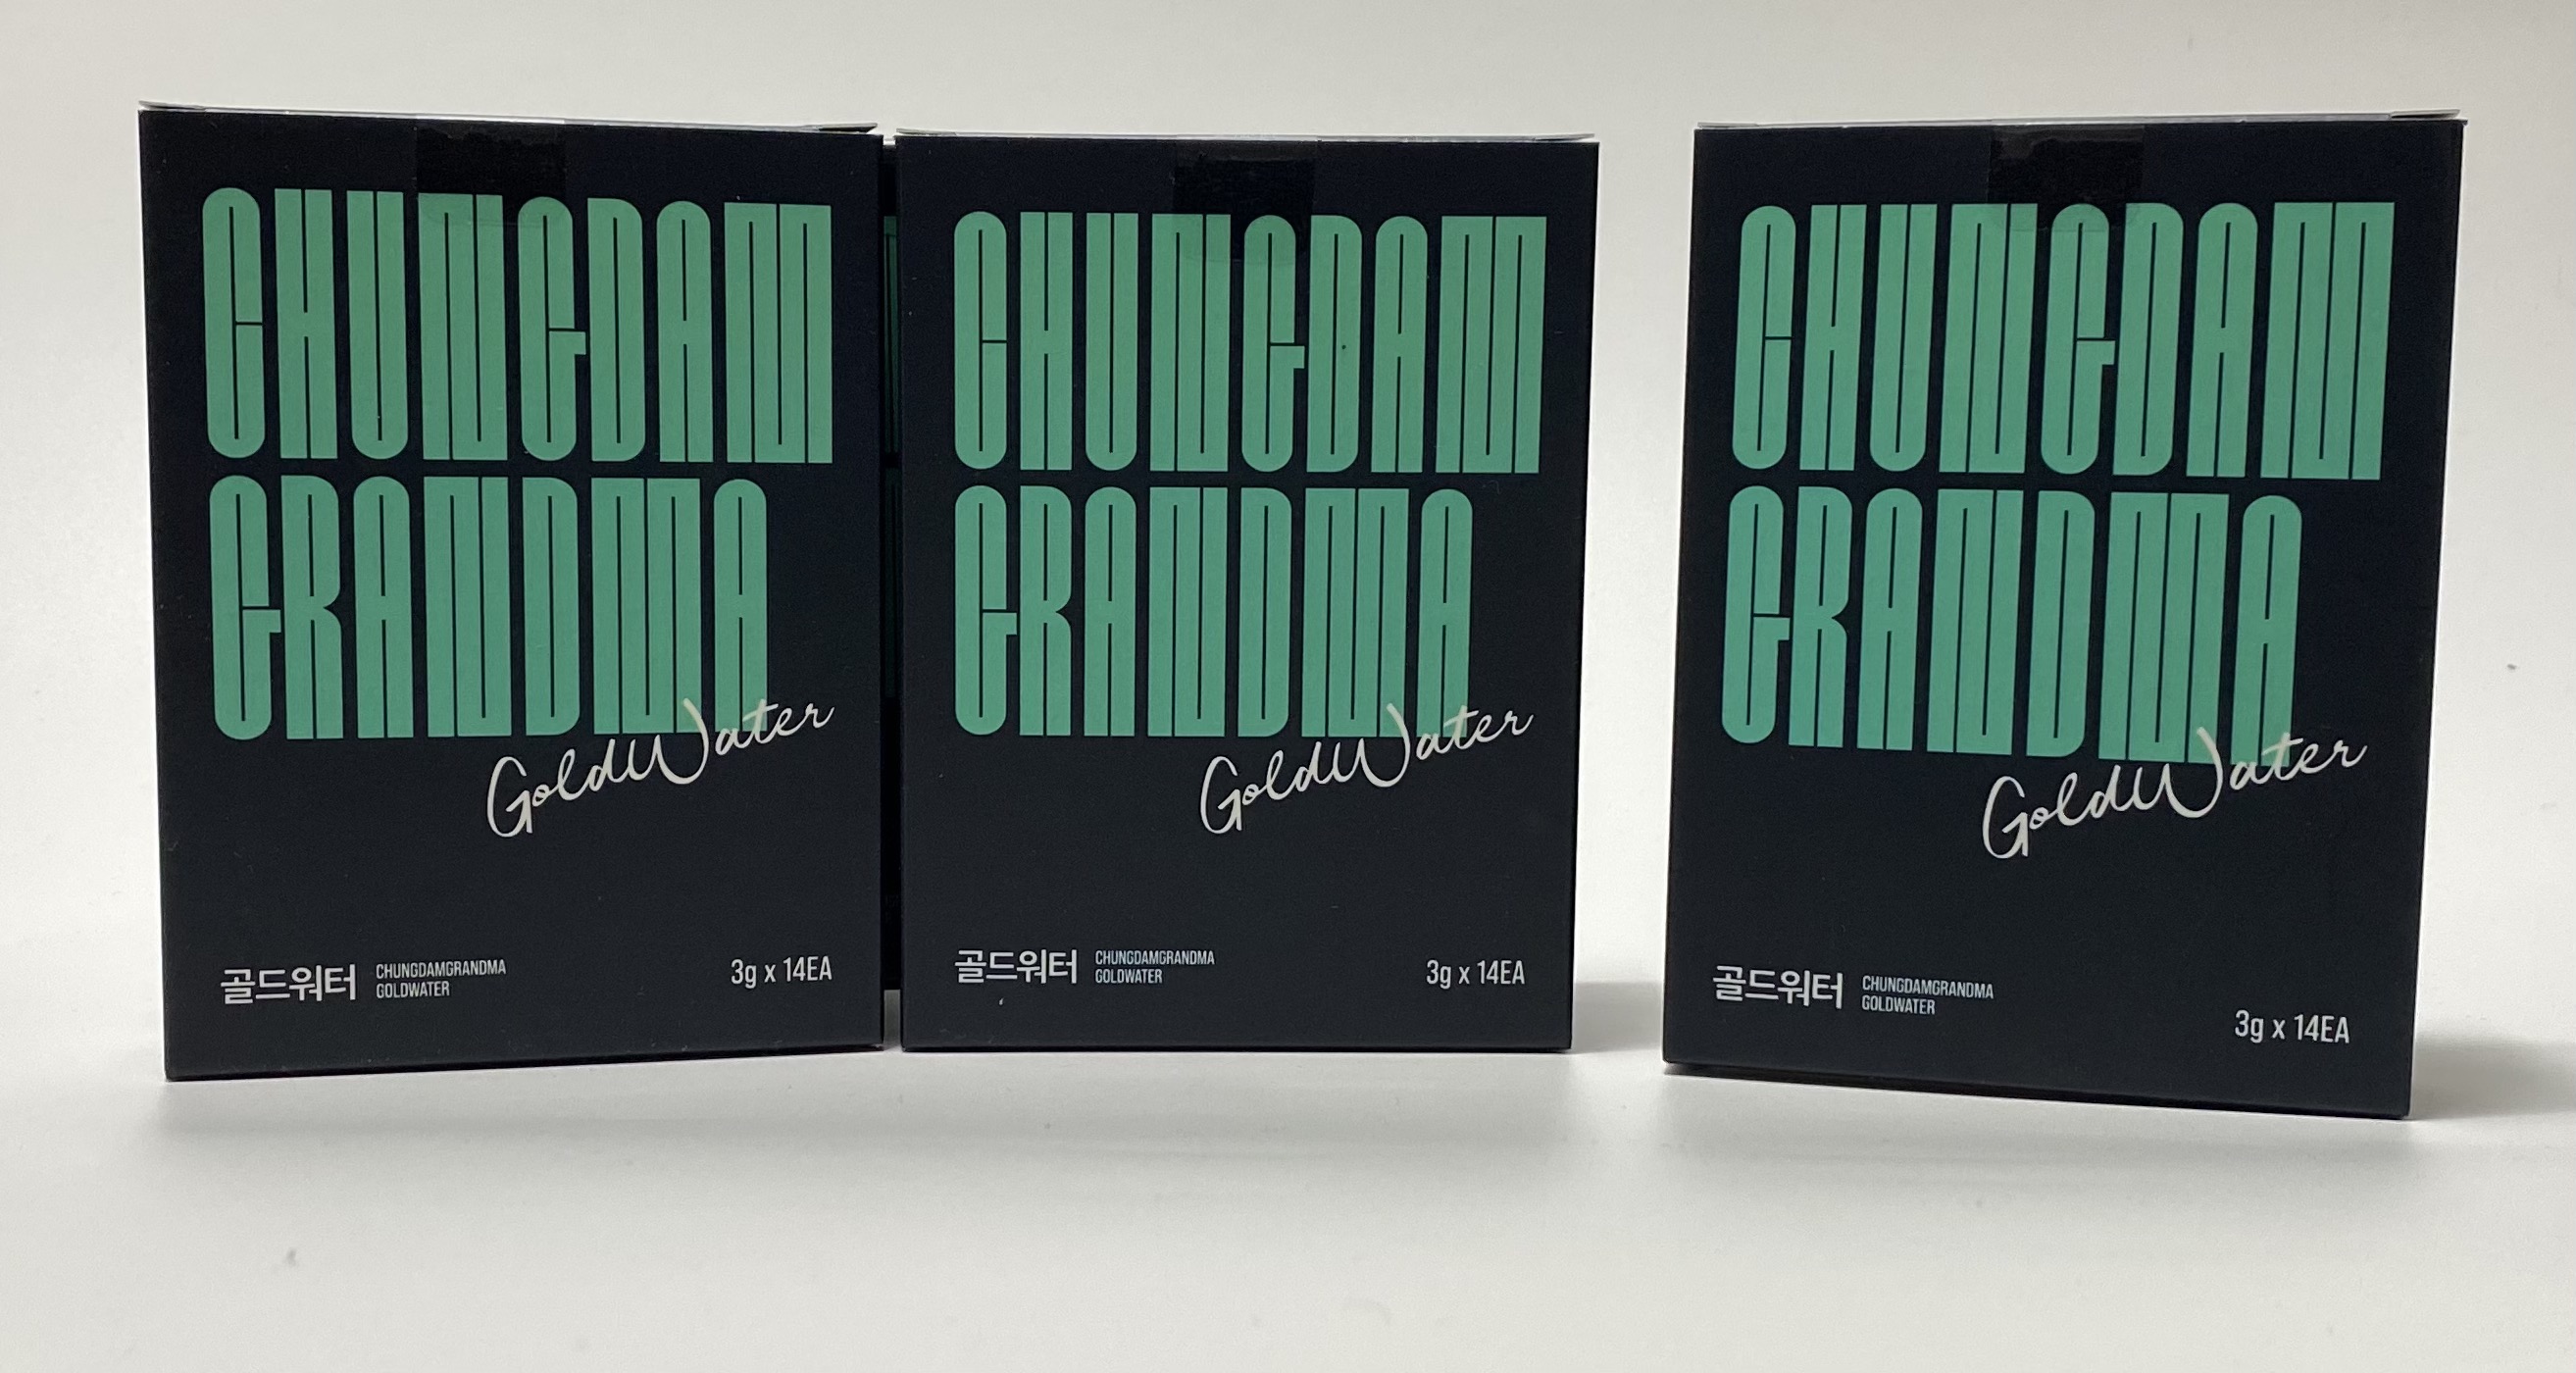 CHUNGDAM
GRANDMA
GoldWater
골드워터
CHUNGDAMGRANDMA
GOLDWATER
3g x 14EA
CHUNGDAM
GRANDMA
GoldWater
골드워터
CHUNGDAMGRANDMA
GOLDWATER
3g x 14EA
CHUNGDAM
GRANDMA
GoldWater
골드워터
CHUNGDAMGRANDMA
GOLDWATER
3g x 14EA